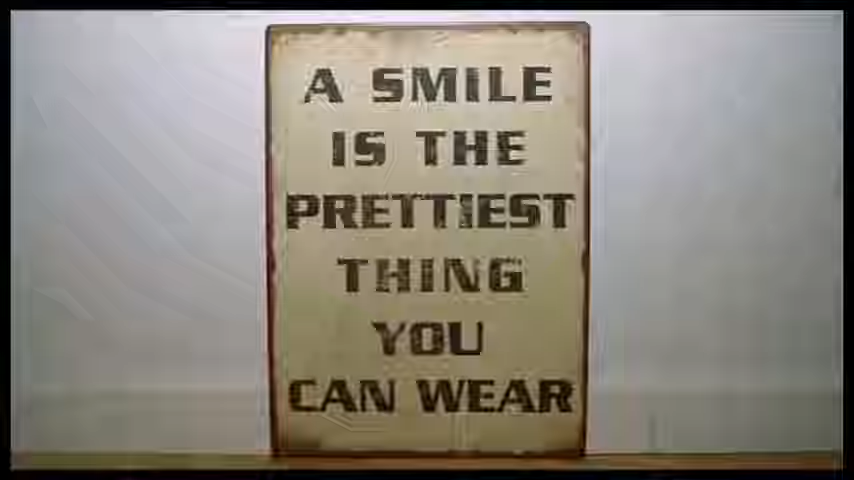 A SMILE
IS THE
PRETTIEST
THING
YOU
CAN WEAR